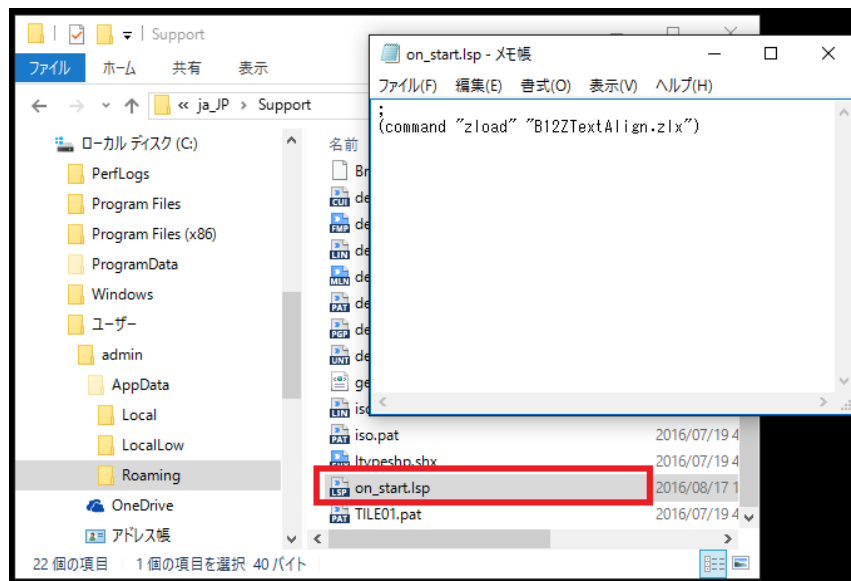 Support
ファイル ホーム 共有 表示
« ja_JP > Support
ローカル ディスク (C:)
PerfLogs
Program Files
Program Files (x86)
ProgramData
Windows
ユーザー
admin
AppData
Local
LocalLow
Roaming
OneDrive
アドレス帳
名前
iso.pat 2016/07/19 4
ltypeshp.shx 2016/07/19 4
on_start.lsp 2016/08/17 1
TILE01.pat 2016/07/19 4
22 個の項目 1 個の項目を選択 40 バイト
on_start.lsp - メモ帳
ファイル(F) 編集(E) 書式(O) 表示(V) ヘルプ(H)
;
(command "zload" "B12ZTextAlign.zlx")